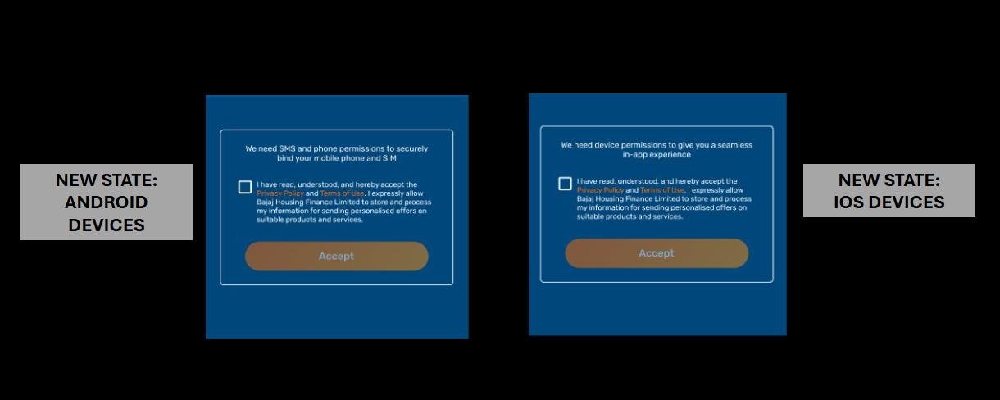 NEW STATE:
ANDROID
DEVICES
We need SMS and phone permissions to securely
bind your mobile phone and SIM
I have read, understood, and hereby accept the
Privacy Policy and Terms of Use. I expressly allow
Bajaj Housing Finance Limited to store and process
my information for sending personalised offers on
suitable products and services.
Accept
We need device permissions to give you a seamless
in-app experience
I have read, understood, and hereby accept the
Privacy Policy and Terms of Use. I expressly allow
Bajaj Housing Finance Limited to store and process
my information for sending personalised offers on
suitable products and services.
Accept
NEW STATE:
IOS DEVICES